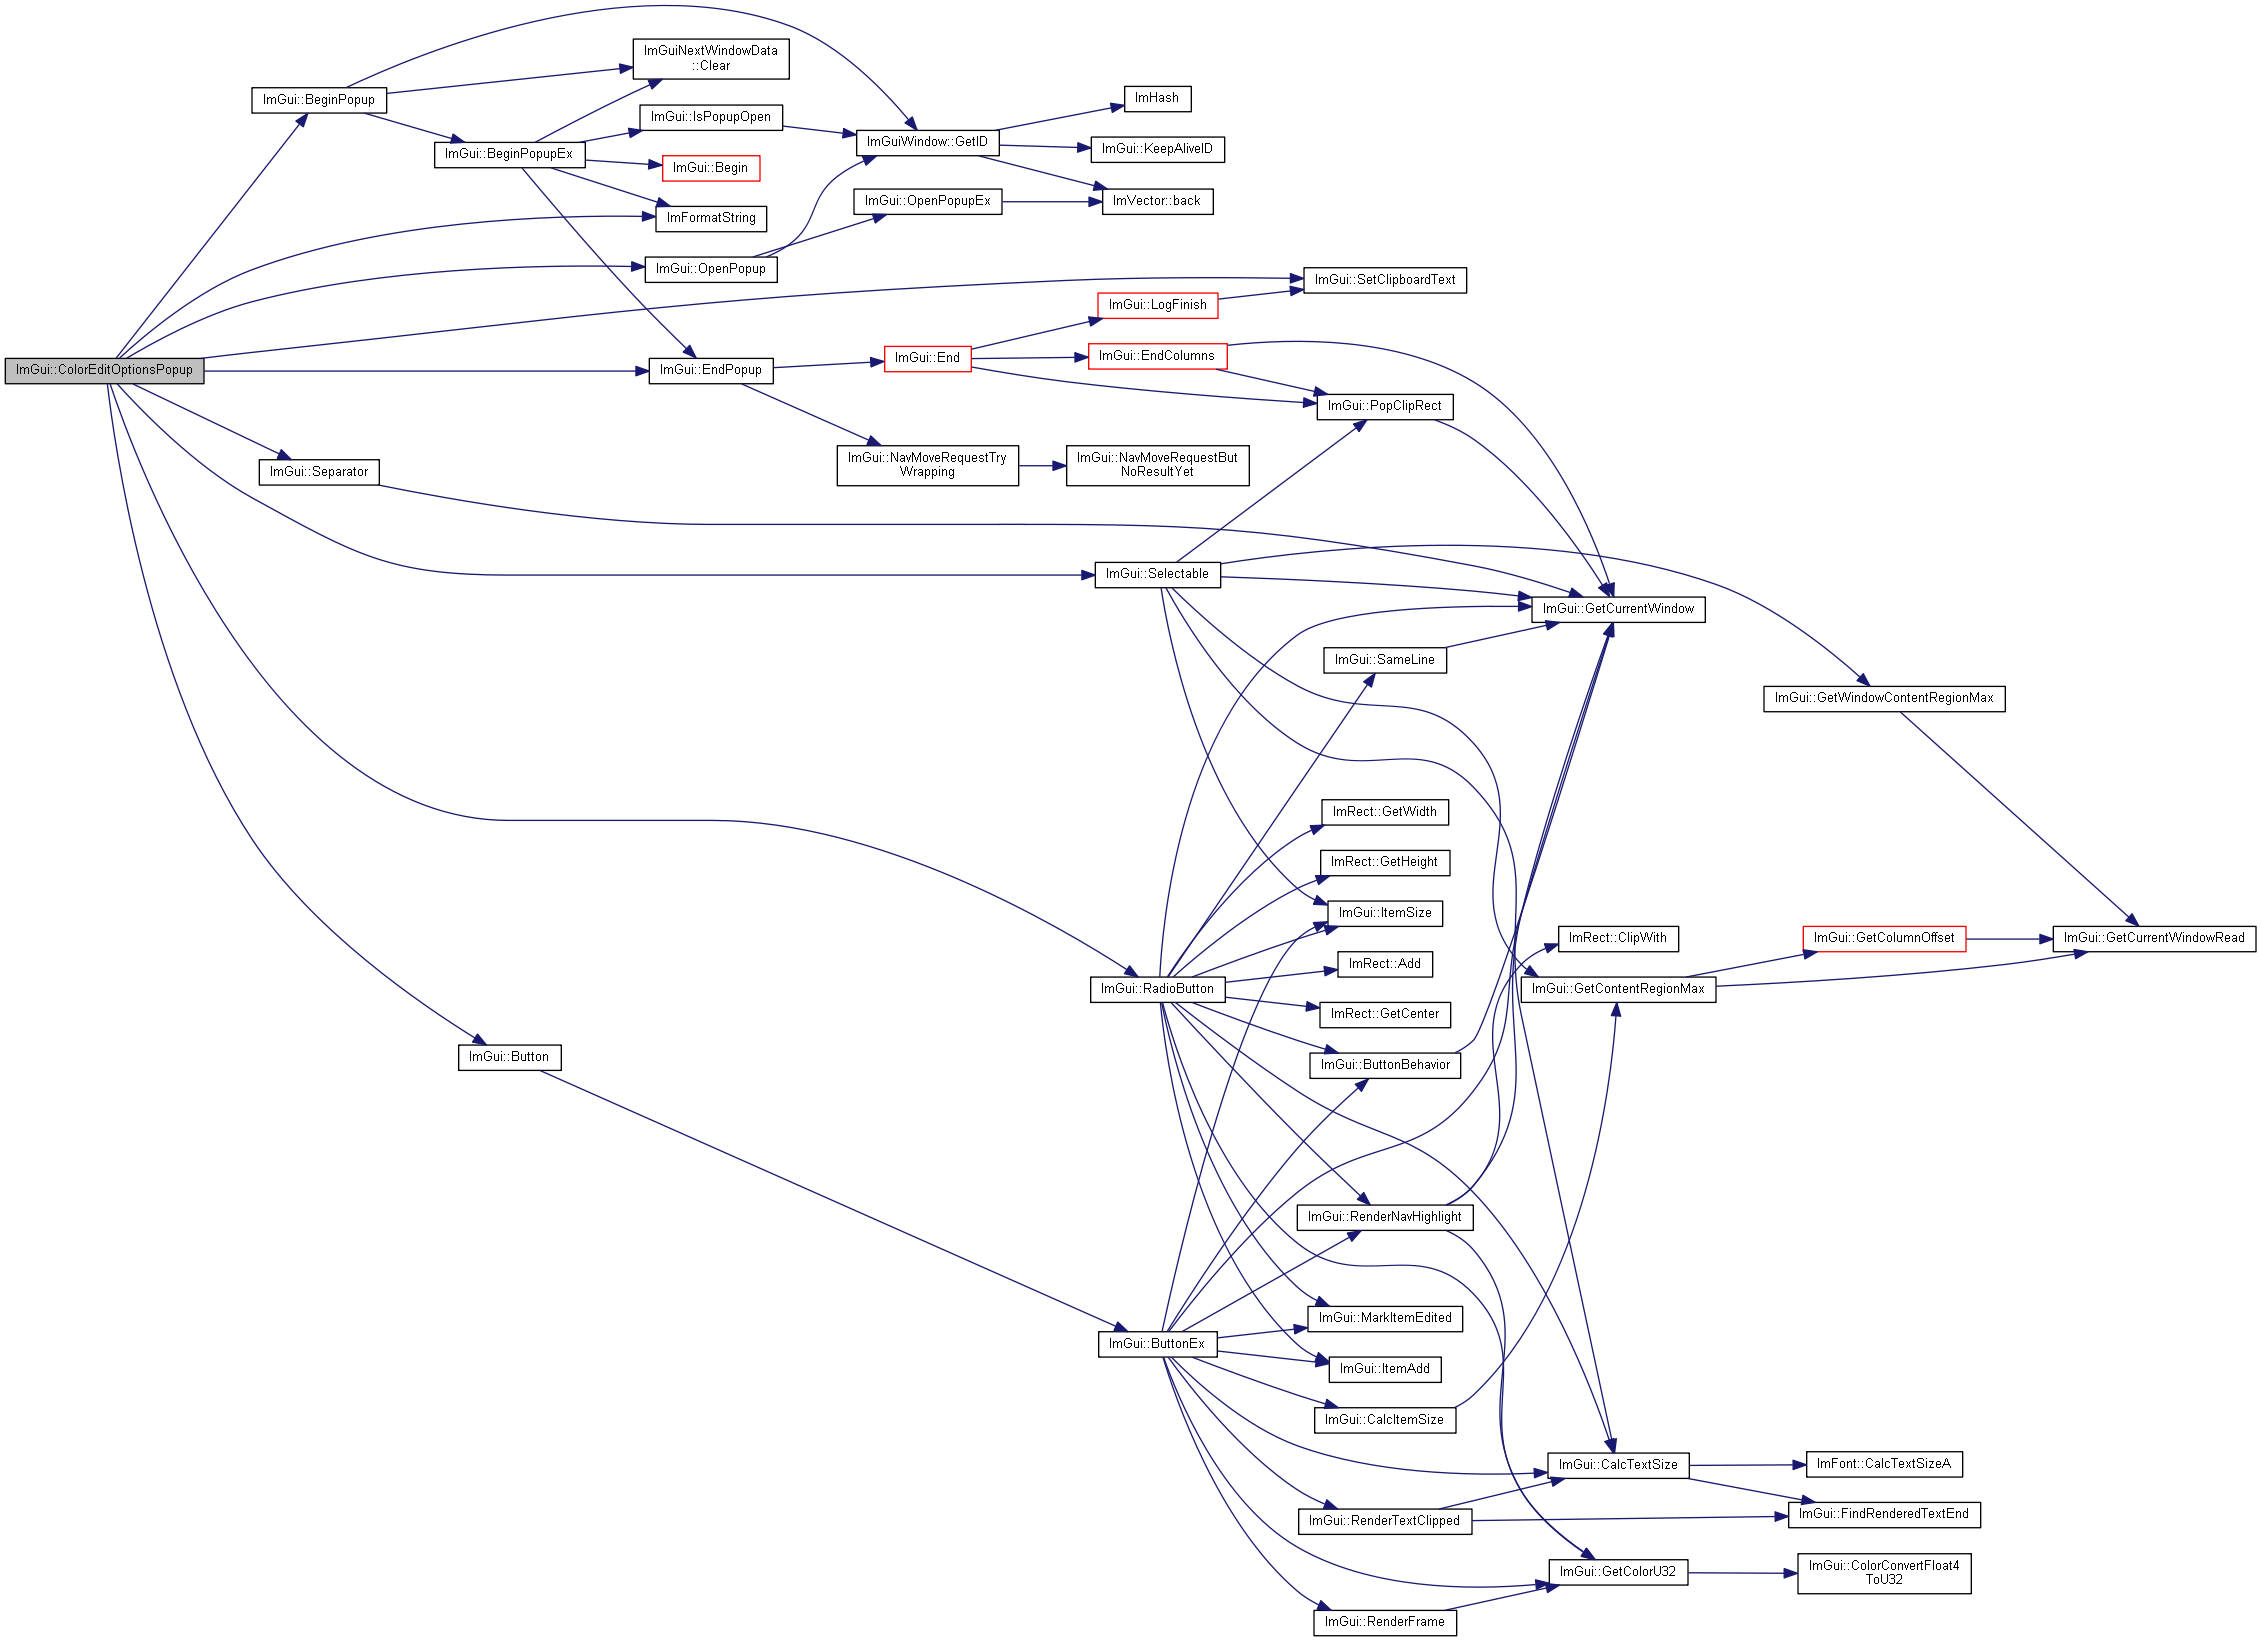 ImGuiNextWindowData
::Clear
ImGui::BeginPopup
ImHash
ImGui::IsPopupOpen
ImGuiWindow::GetID
ImGui::KeepAliveID
ImGui::BeginPopupEx
ImGui::Begin
ImGui::OpenPopupEx
ImVector::back
ImFormatString
ImGui::OpenPopup
ImGui::SetClipboardText
ImGui::LogFinish
ImGui::End
ImGui::EndColumns
ImGui::ColorEditOptionsPopup
ImGui::EndPopup
ImGui::PopClipRect
ImGui::Separator
ImGui::NavMoveRequestTry
Wrapping
ImGui::NavMoveRequestBut
NoResultYet
ImGui::Selectable
ImGui::GetCurrentWindow
ImGui::SameLine
ImGui::GetWindowContentRegionMax
ImRect::GetWidth
ImRect::GetHeight
ImGui::ItemSize
ImRect::ClipWith
ImGui::GetColumnOffset
ImGui::GetCurrentWindowRead
ImRect::Add
ImGui::RadioButton
ImGui::GetContentRegionMax
ImRect::GetCenter
ImGui::Button
ImGui::ButtonBehavior
ImGui::RenderNavHighlight
ImGui::MarkItemEdited
ImGui::ButtonEx
ImGui::ItemAdd
ImGui::CalcItemSize
ImGui::CalcTextSize
ImFont::CalcTextSizeA
ImGui::RenderTextClipped
ImGui::FindRenderedTextEnd
ImGui::GetColorU32
ImGui::ColorConvertFloat4
ToU32
ImGui::RenderFrame